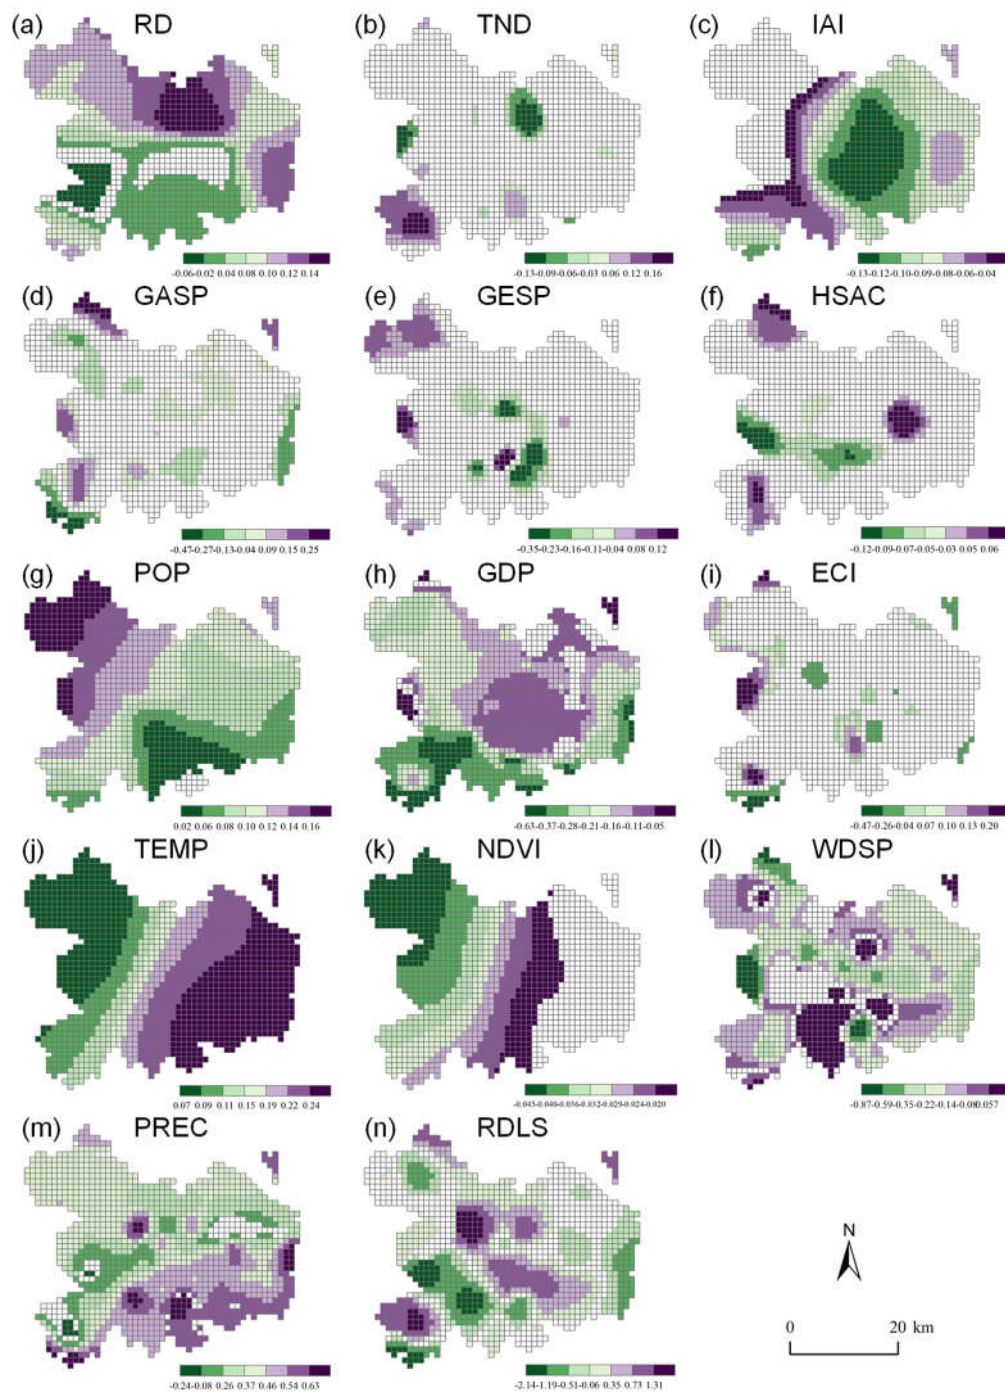 (a) RD
(b) TND
(c) IAI
-0.06-0.02 0.04 0.08 0.10 0.12 0.14
-0.13-0.09-0.06-0.03 0.06 0.12 0.16
-0.13-0.12-0.10-0.09-0.08-0.06-0.04
(d) GASP
(e) GESP
(f) HSAC
-0.47-0.27-0.13-0.04 0.09 0.15 0.25
-0.35-0.23-0.16-0.11-0.04 0.08 0.12
-0.12-0.09-0.07-0.05-0.03 0.05 0.06
(g) POP
(h) GDP
(i) ECI
0.02 0.06 0.08 0.10 0.12 0.14 0.16
-0.63-0.37-0.28-0.21-0.16-0.11-0.05
-0.47-0.26-0.04 0.07 0.10 0.13 0.20
(j) TEMP
(k) NDVI
(l) WDSP
0.07 0.09 0.11 0.15 0.19 0.22 0.24
-0.036-0.032-0.029-0.024-0.020
-0.87-0.59-0.35-0.22-0.14
(m) PREC
(n) RDLS
N
0 20 km
-0.24-0.08 0.26 0.37 0.46 0.54 0.63
-2.14-1.19-0.51-0.06 0.35 0.73 1.31